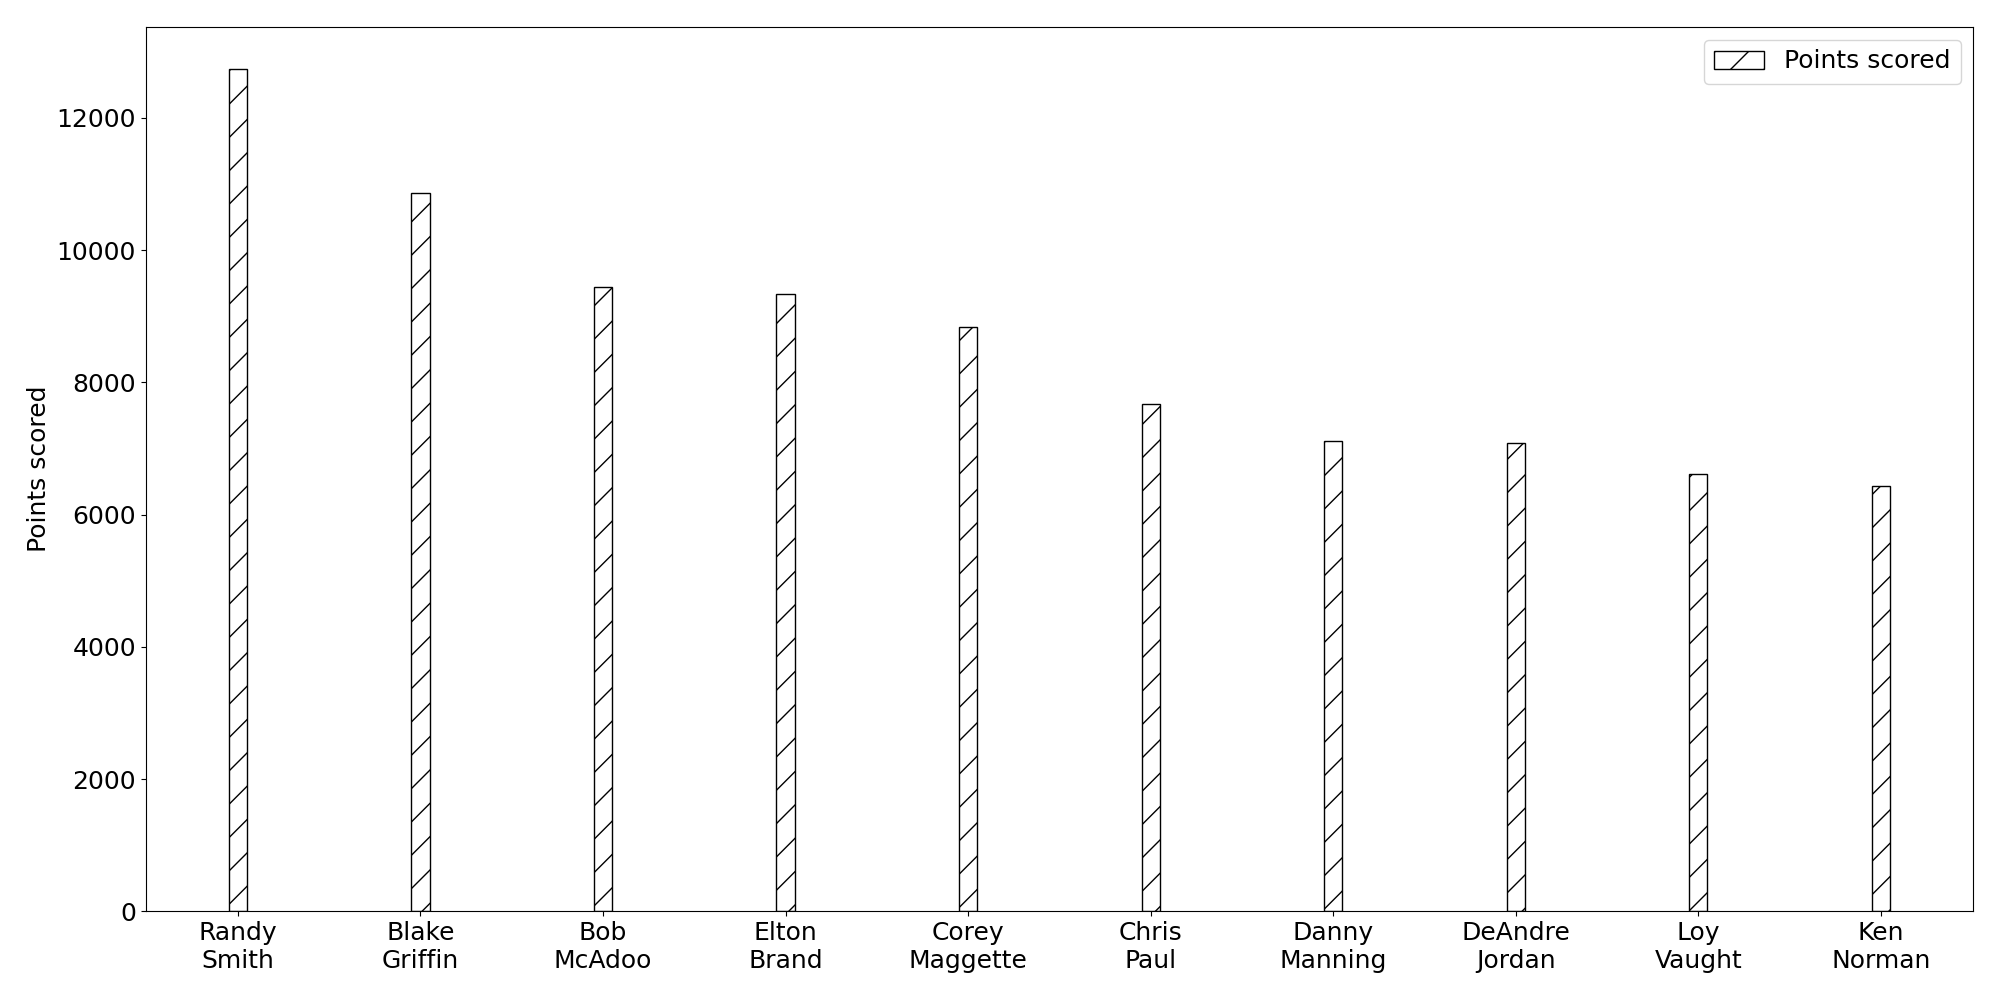 Points scored
12000
10000
8000
6000
4000
2000
0
Points scored
Randy
Smith
Blake
Griffin
Bob
McAdoo
Elton
Brand
Corey
Maggette
Chris
Paul
Danny
Manning
DeAndre
Jordan
Loy
Vaught
Ken
Norman